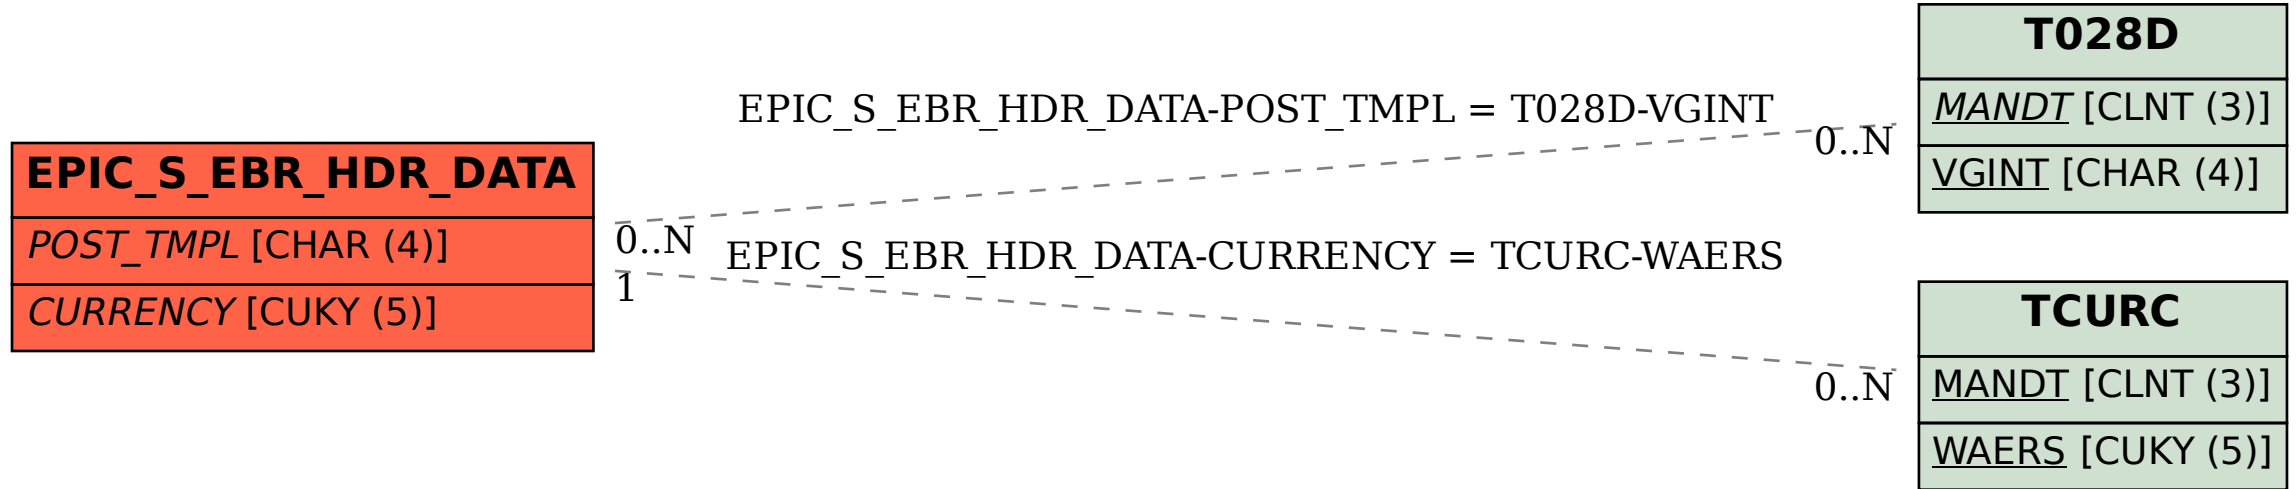 EPIC_S_EBR_HDR_DATA
POST_TMPL [CHAR (4)]
CURRENCY [CUKY (5)]
EPIC_S_EBR_HDR_DATA-POST_TMPL = T028D-VGINT
0..N
0..N
EPIC_S_EBR_HDR_DATA-CURRENCY = TCURC-WAERS
1
0..N
T028D
MANDT [CLNT (3)]
VGINT [CHAR (4)]
TCURC
MANDT [CLNT (3)]
WAERS [CUKY (5)]